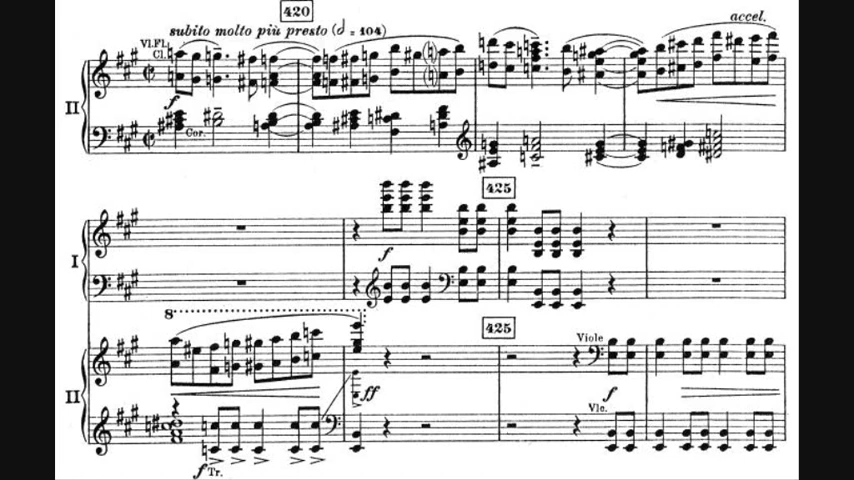 420
subito molto più presto (𝅗𝅥 = 104)
accel.
Vl.Fl.
Cl.
f
II
Cor.
425
I
f
8
425
Viole
II
ff
f
Vlc.
f Tr.